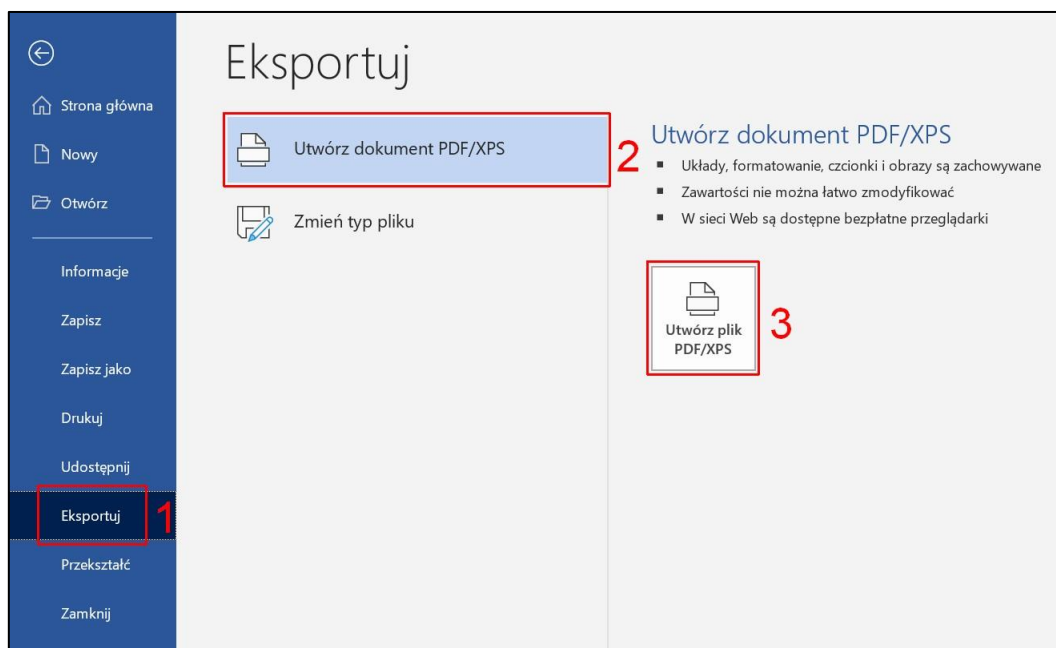 Strona główna
Nowy
Otwórz
Informacje
Zapisz
Zapisz jako
Drukuj
Udostępnij
Eksportuj
1
Przekształć
Zamknij
Eksportuj
Utwórz dokument PDF/XPS
2
Zmień typ pliku
Utwórz dokument PDF/XPS
Układy, formatowanie, czcionki i obrazy są zachowywane
Zawartości nie można łatwo zmodyfikować
W sieci Web są dostępne bezpłatne przeglądarki
Utwórz plik
PDF/XPS
3